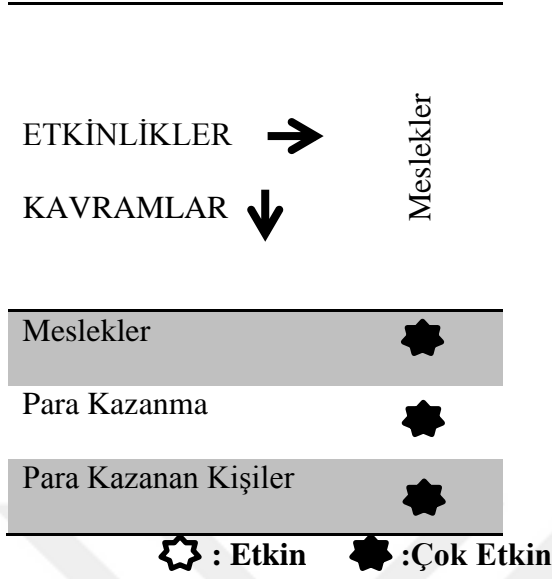 ETKİNLİKLER
Meslekler
KAVRAMLAR
Meslekler
Para Kazanma
Para Kazanan Kişiler
: Etkin :Çok Etkin